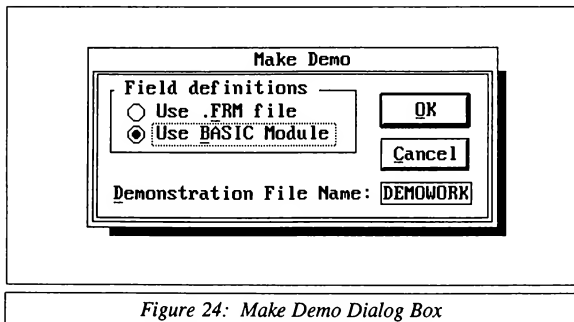 Make Demo
Field definitions
Use .FRM file
Use BASIC Module
OK
Cancel
Demonstration File Name: DEMOWORK
Figure 24: Make Demo Dialog Box